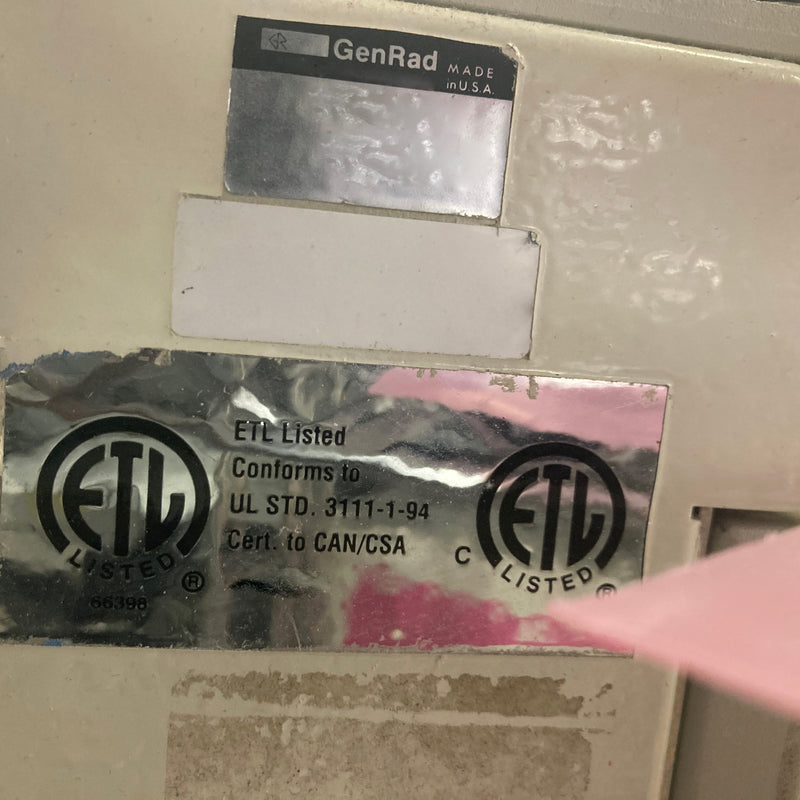 GR GenRad MADE
in U.S.A.
ETL Listed
Conforms to
UL STD. 3111-1-94
Cert. to CAN/CSA
ETL
LISTED ®
66398
C ETL
LISTED ®